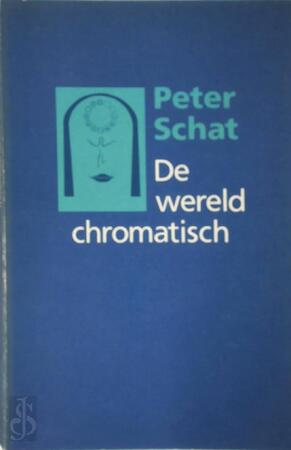 Peter
Schat
De
wereld
chromatisch